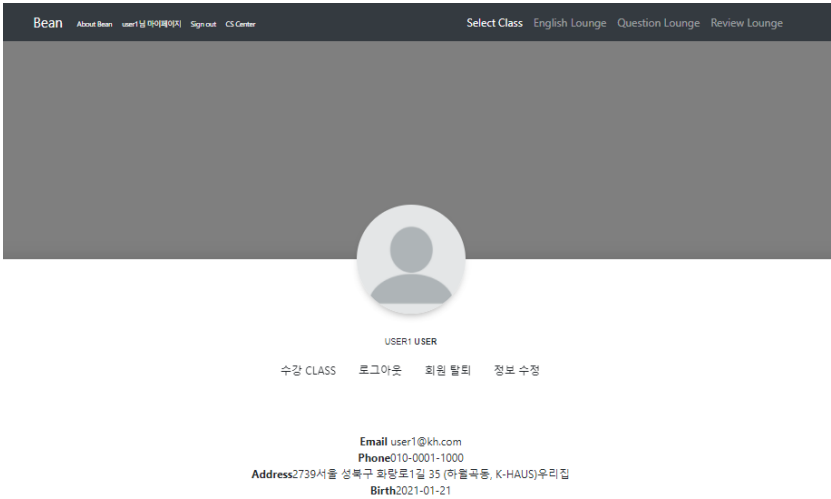 Bean About Bean user1님 마이페이지 Sign out CS Center Select Class English Lounge Question Lounge Review Lounge
USER1 USER
수강 CLASS 로그아웃 회원 탈퇴 정보 수정
Email user1@kh.com
Phone010-0001-1000
Address2739서울 성북구 화랑로1길 35 (하월곡동, K-HAUS)우리집
Birth2021-01-21